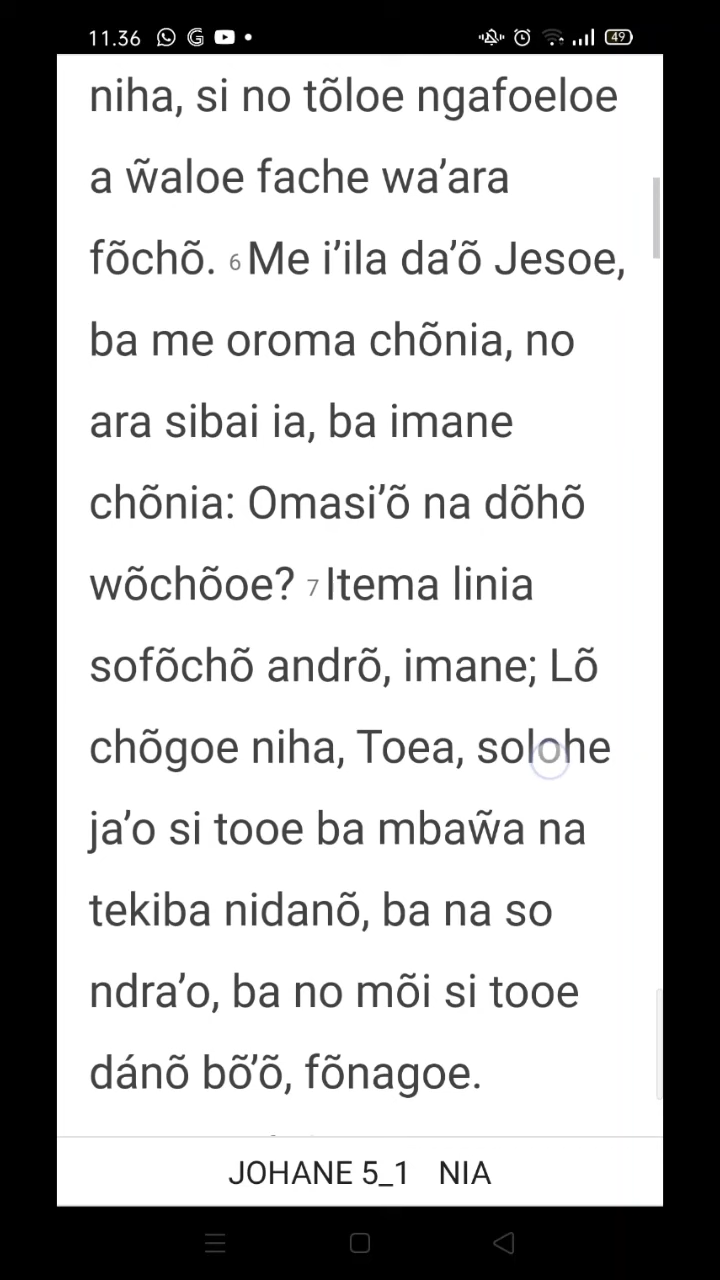 11.36
49
niha, si no tõloe ngafoeloe
a w̃aloe fache wa’ara
fõchõ. 6 Me i’ila da’õ Jesoe,
ba me oroma chõnia, no
ara sibai ia, ba imane
chõnia: Omasi’õ na dõhõ
wõchõoe? 7 Itema linia
sofõchõ andrõ, imane; Lõ
chõgoe niha, Toea, solohe
ja’o si tooe ba mbaw̃a na
tekiba nidanõ, ba na so
ndra’o, ba no mõi si tooe
dánõ bõ’õ, fõnagoe.
JOHANE 5_1 NIA